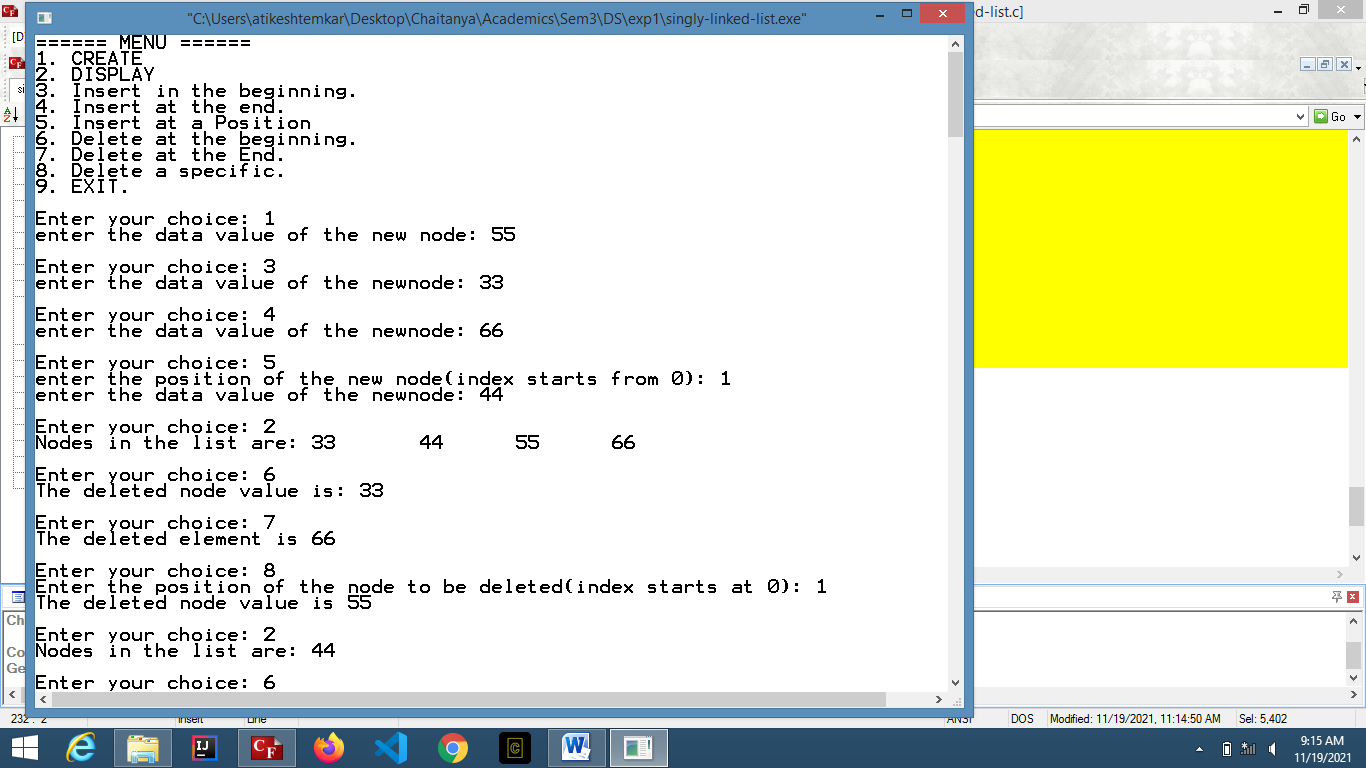 "C:\Users\atikeshtemkar\Desktop\Chaitanya\Academics\Sem3\DS\exp1\singly-linked-list.exe"
d-list.c]
[D
Go
====== MENU ======
1. CREATE
2. DISPLAY
3. Insert in the beginning.
4. Insert at the end.
5. Insert at a Position
6. Delete at the beginning.
7. Delete at the End.
8. Delete a specific.
9. EXIT.
Enter your choice: 1
enter the data value of the new node: 55
Enter your choice: 3
enter the data value of the newnode: 33
Enter your choice: 4
enter the data value of the newnode: 66
Enter your choice: 5
enter the position of the new node(index starts from 0): 1
enter the data value of the newnode: 44
Enter your choice: 2
Nodes in the list are: 33 44 55 66
Enter your choice: 6
The deleted node value is: 33
Enter your choice: 7
The deleted element is 66
Enter your choice: 8
Enter the position of the node to be deleted(index starts at 0): 1
The deleted node value is 55
Enter your choice: 2
Nodes in the list are: 44
Enter your choice: 6
Ch
Co
Ge
232 : 2 Insert Line ANSI DOS Modified: 11/19/2021, 11:14:50 AM Sel: 5,402
9:15 AM
11/19/2021